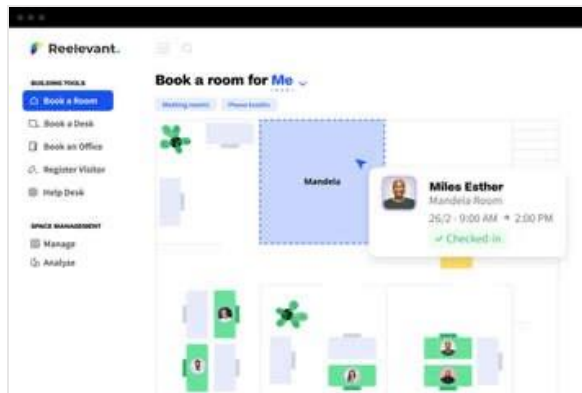 Reelevant.
BUILDING TOOLS
Book a Room
Book a Desk
Book an Office
Register Visitor
Help Desk
SPACE MANAGEMENT
Manage
Analyze
Book a room for Me
Meeting rooms
Phone booths
Mandela
Miles Esther
Mandela Room
26/2 - 9:00 AM → 2:00 PM
✓ Checked-in